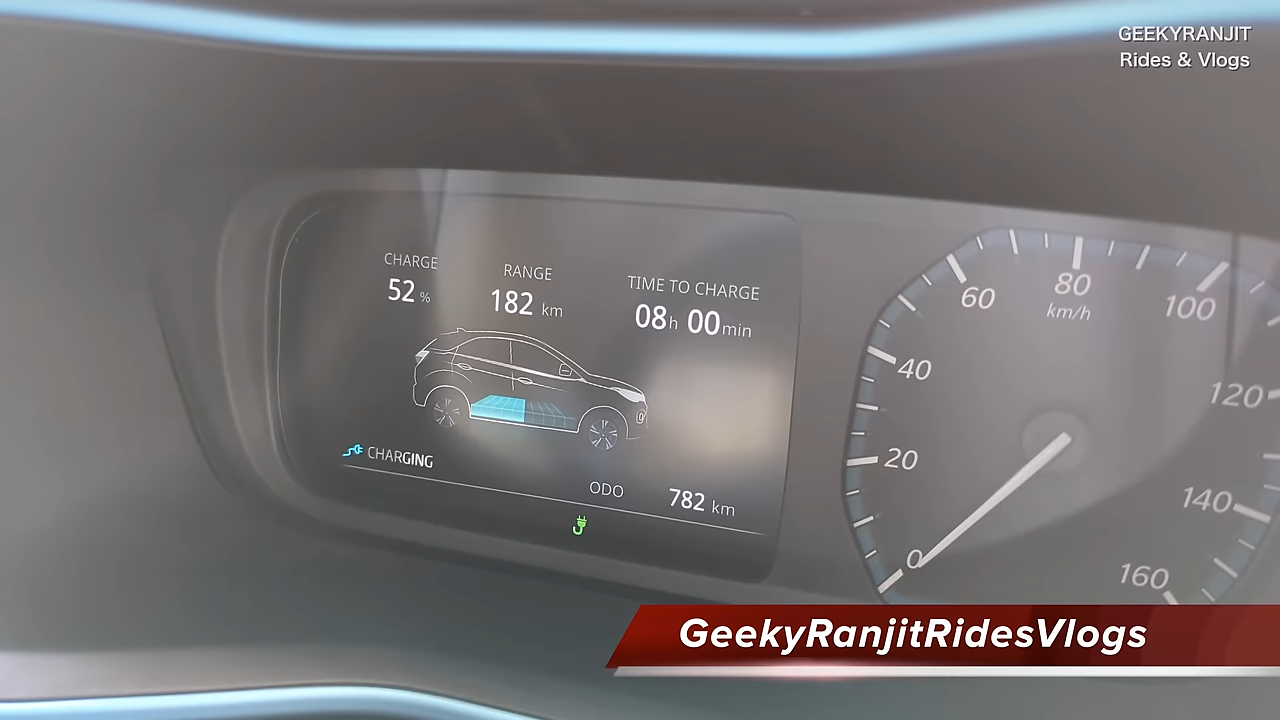 GEEKYRANJIT
Rides & Vlogs
CHARGE
52 %
RANGE
182 km
TIME TO CHARGE
08h 00min
CHARGING
ODO 782 km
0
20
40
60
80
km/h
100
120
140
160
GeekyRanjitRidesVlogs